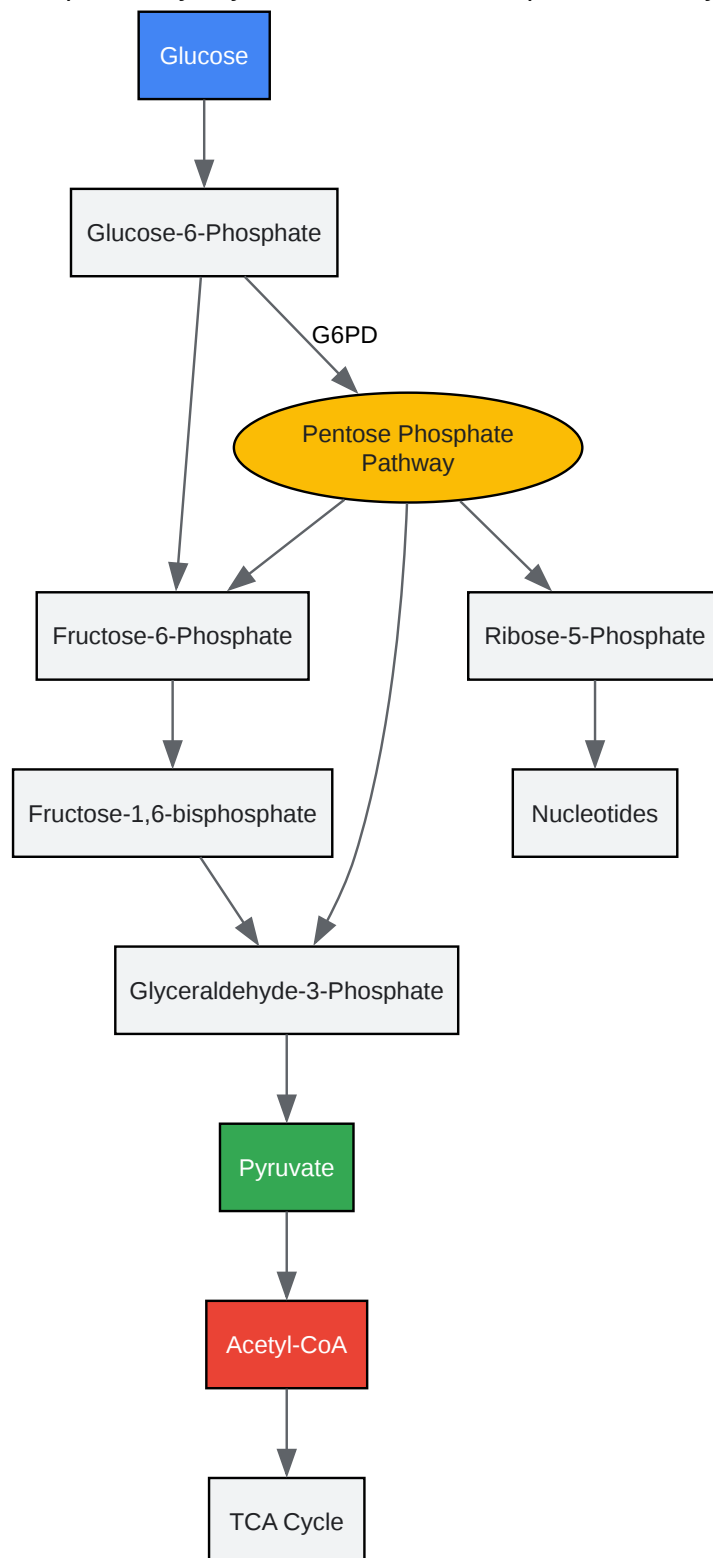 Glucose
Glucose-6-Phosphate
G6PD
Pentose Phosphate
Pathway
Fructose-6-Phosphate
Ribose-5-Phosphate
Fructose-1,6-bisphosphate
Nucleotides
Glyceraldehyde-3-Phosphate
Pyruvate
Acetyl-CoA
TCA Cycle